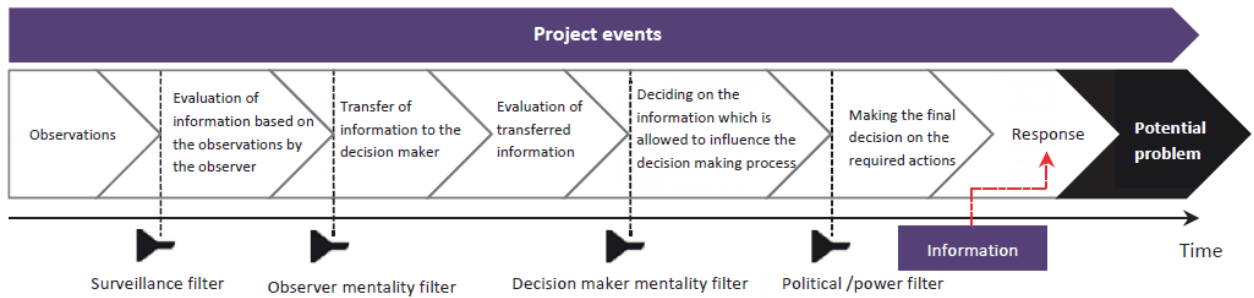 Project events
Observations
Evaluation of
information based on
the observations by
the observer
Transfer of
information to the
decision maker
Evaluation of
transferred
information
Deciding on the
information which is
allowed to influence the
decision making process
Making the final
decision on the
required actions
Response
Potential
problem
Information
Time
Surveillance filter
Observer mentality filter
Decision maker mentality filter
Political /power filter